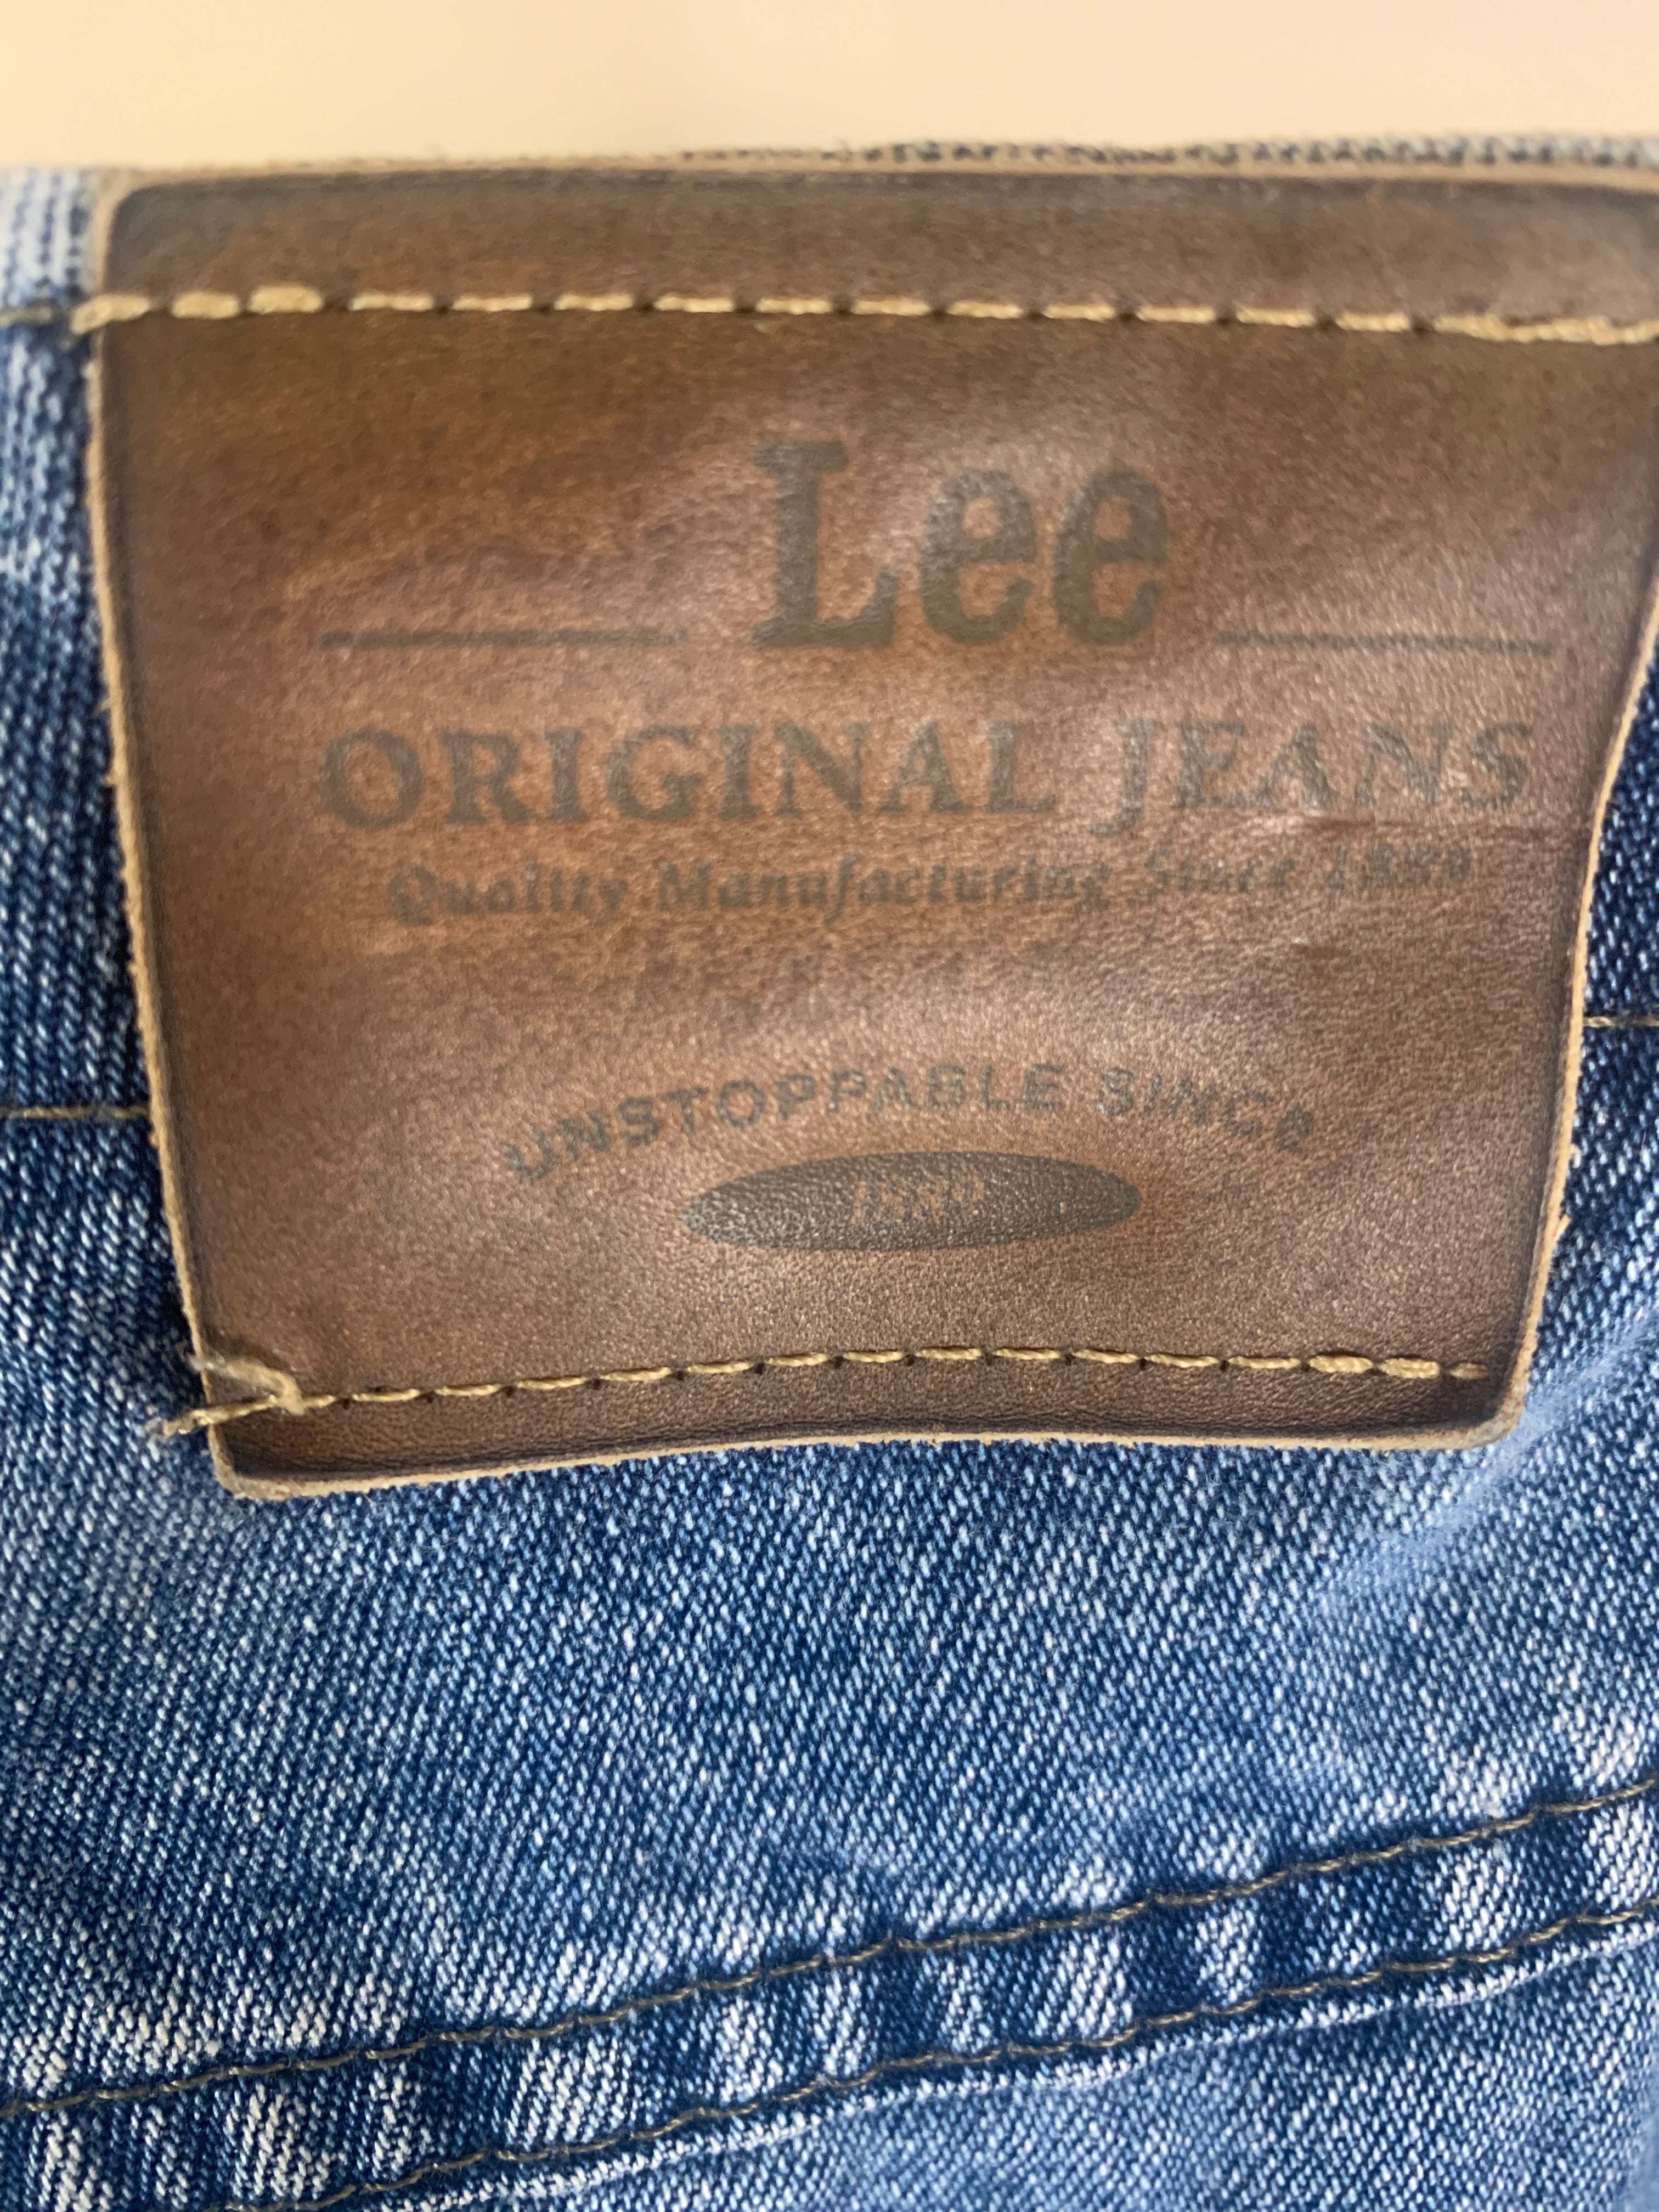 Lee
ORIGINAL JEANS
Quality Manufacturing Since 1889
UNSTOPPABLE SINCE
1889